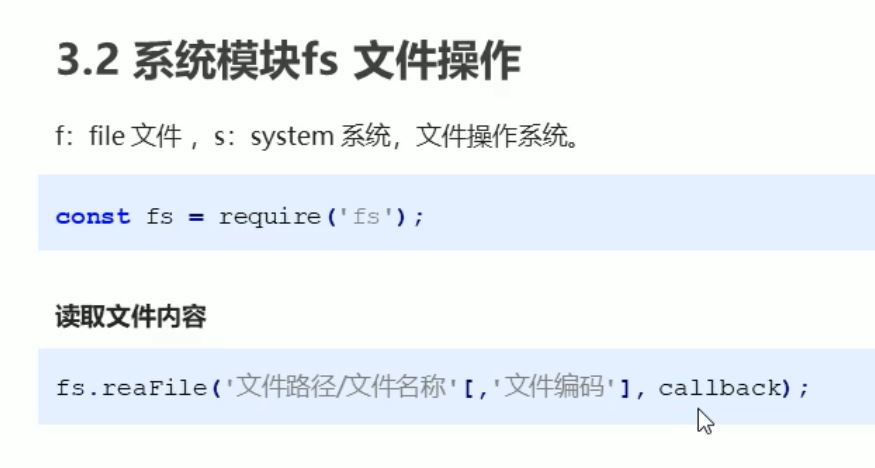 3.2 系统模块fs 文件操作
f：file 文件 ，s：system 系统，文件操作系统。
const fs = require('fs');
读取文件内容
fs.reaFile('文件路径/文件名称'[,'文件编码'], callback);